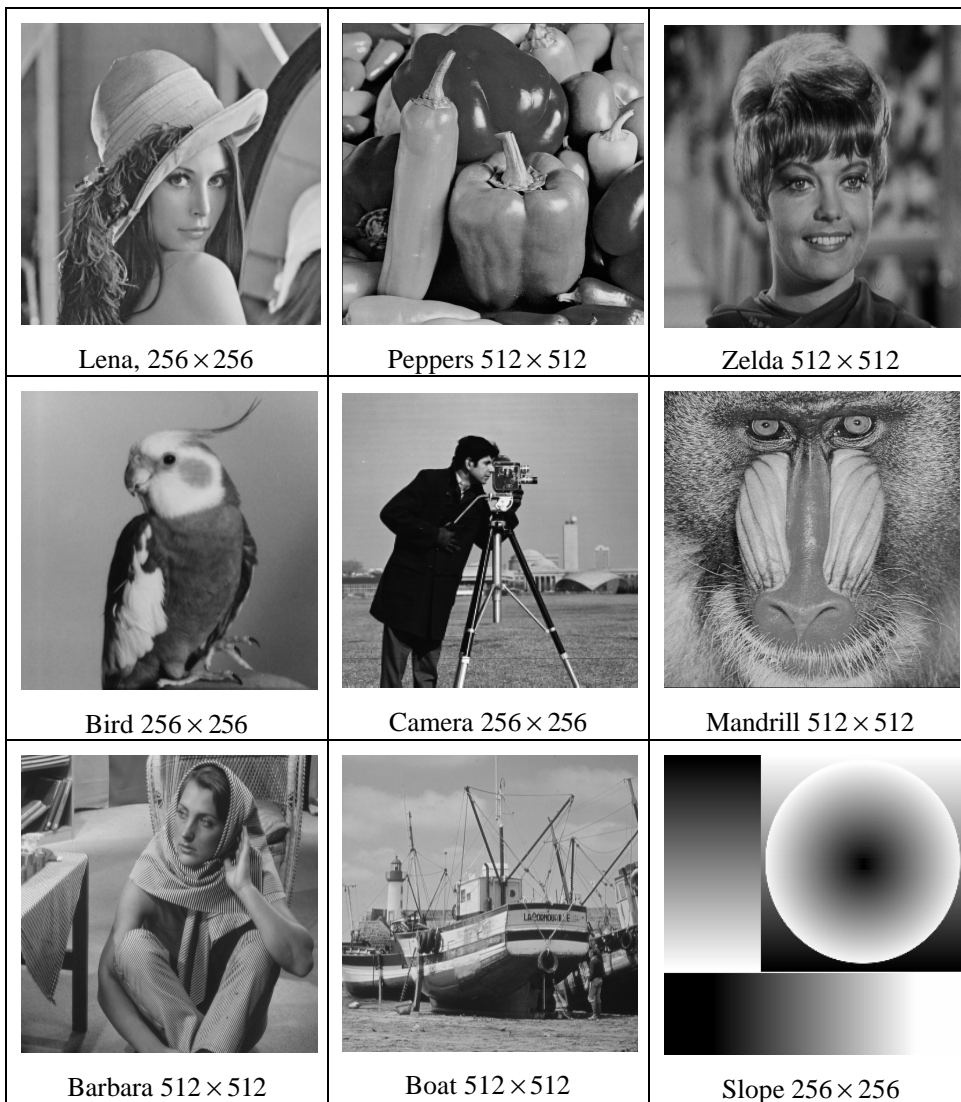 Lena, 256 × 256
Peppers 512 × 512
Zelda 512 × 512
Bird 256 × 256
Camera 256 × 256
Mandrill 512 × 512
Barbara 512 × 512
Boat 512 × 512
Slope 256 × 256